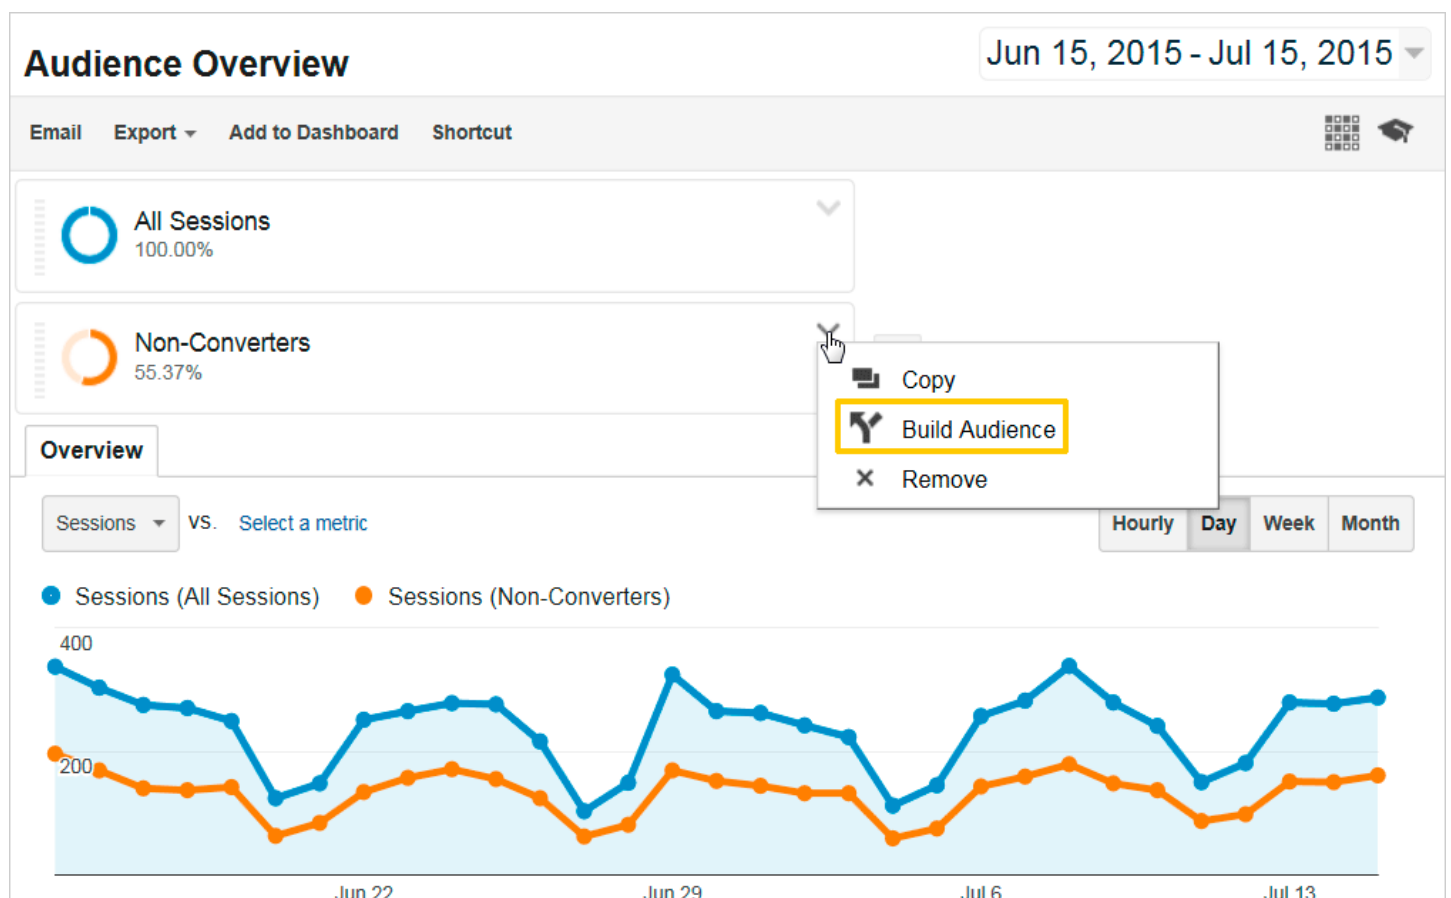 Audience Overview
Jun 15, 2015 - Jul 15, 2015
Email Export Add to Dashboard Shortcut
All Sessions
100.00%
Non-Converters
55.37%
Copy
Build Audience
Remove
Overview
Sessions VS. Select a metric
Hourly Day Week Month
Sessions (All Sessions) Sessions (Non-Converters)
400
200
Jun 22 Jun 29 Jul 6 Jul 13